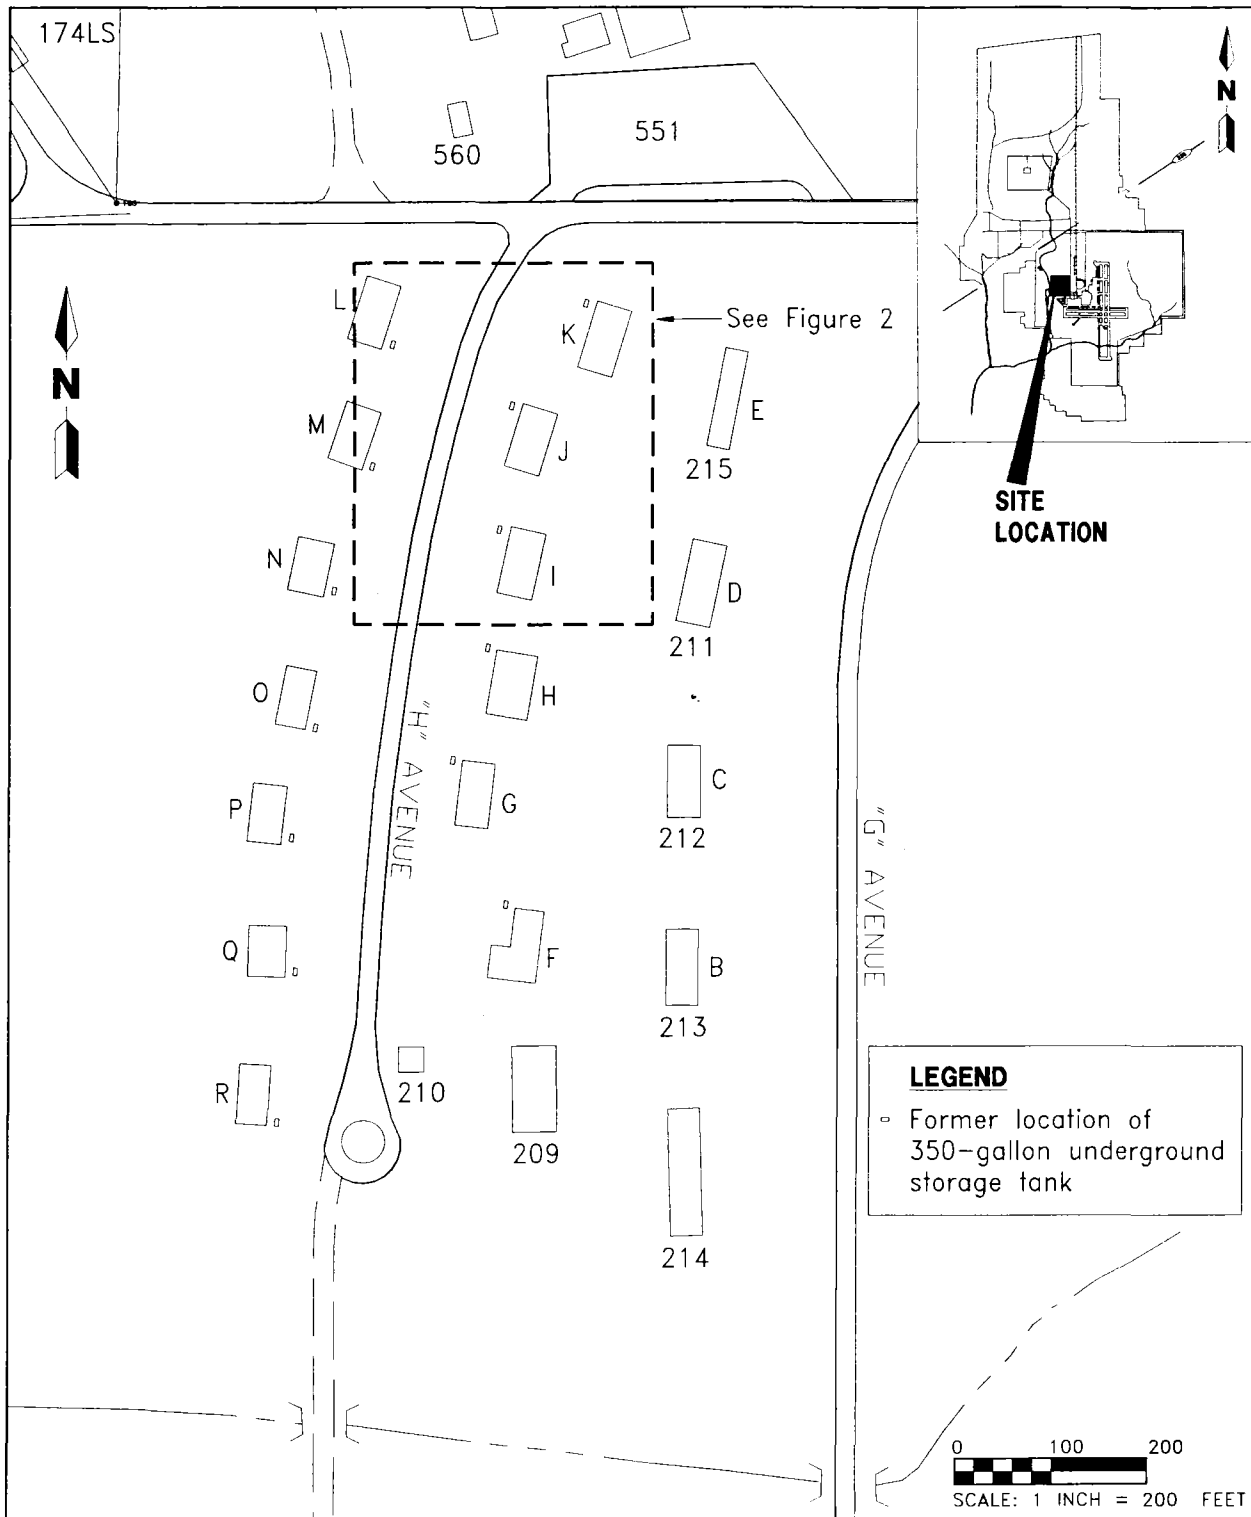 174LS
560
551
N
N
L
K
See Figure 2
M
J
E
215
SITE
LOCATION
N
I
D
211
O
H
"H" AVENUE
P
G
C
212
"G" AVENUE
Q
F
B
213
R
210
209
214
LEGEND
Former location of
350-gallon underground
storage tank
0 100 200
SCALE: 1 INCH = 200 FEET